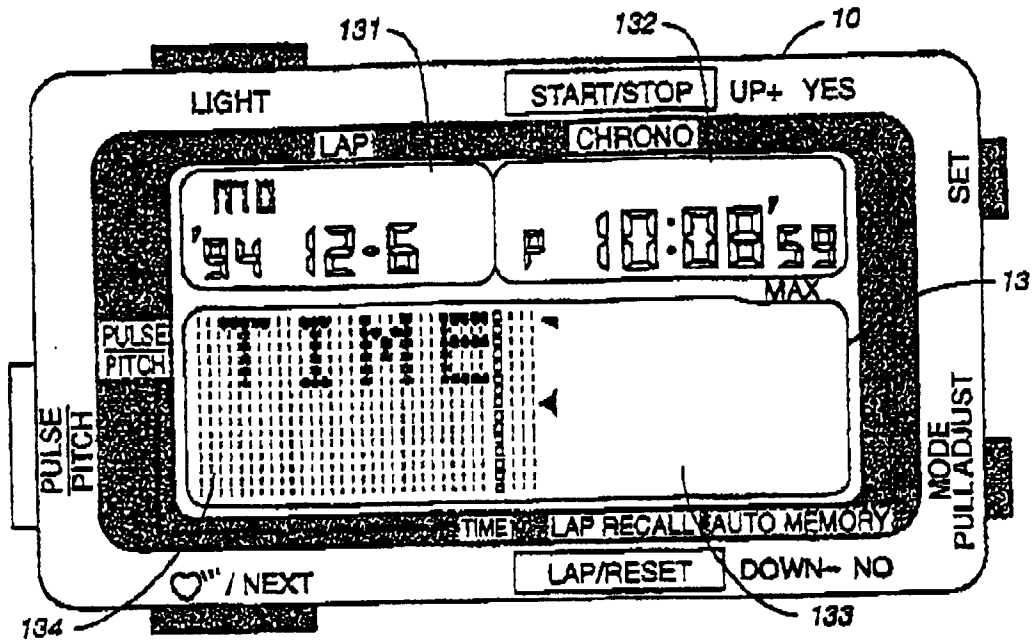 131
132
10
LIGHT
START/STOP UP+ YES
LAP
CHRONO
SET
MO
'94 12-6
P 10:08'59
MAX
13
PULSE
PITCH
TIME
PULSE
PITCH
MODE
PULL ADJUST
TIME
LAP RECALL/AUTO MEMORY
♡''' / NEXT
LAP/RESET
DOWN- NO
134
133